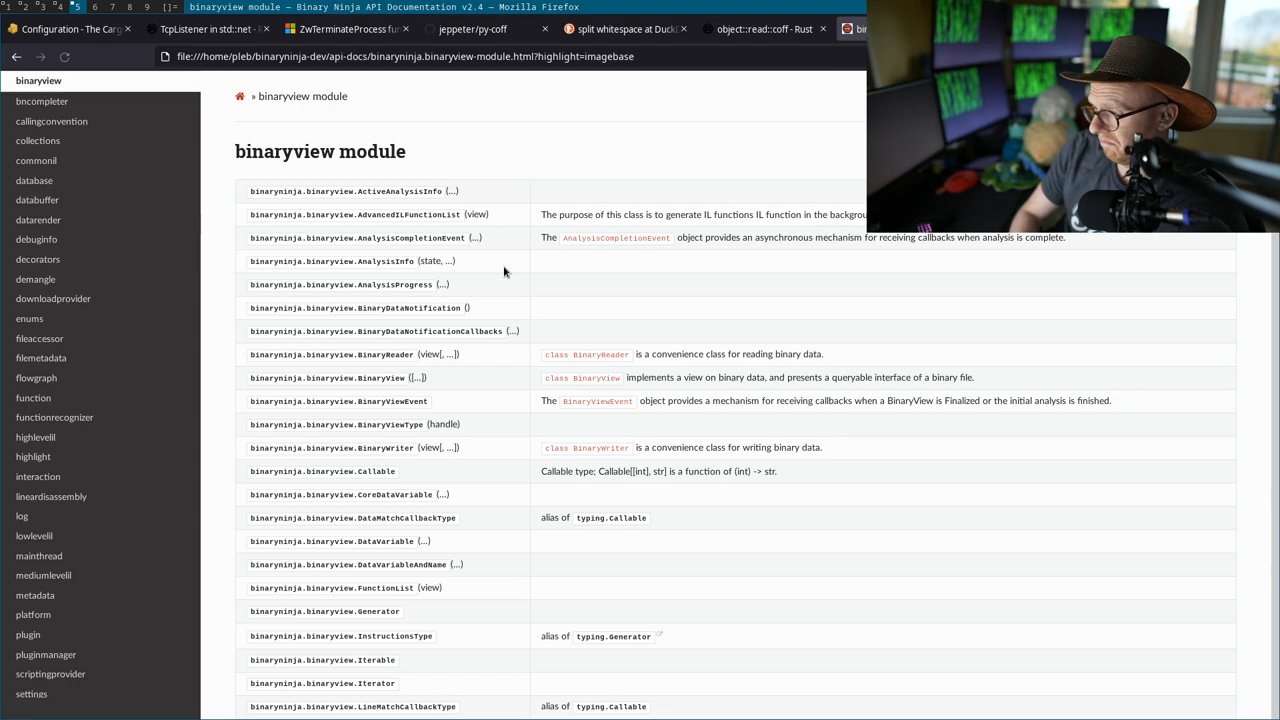 1 2 3 4 5 6 7 8 9 []= binaryview module — Binary Ninja API Documentation v2.4 — Mozilla Firefox
Configuration - The Carg
TcpListener in std::net -
ZwTerminateProcess fun
jeppeter/py-coff
split whitespace at DuckD
object::read::coff - Rust
bin
file:///home/pleb/binaryninja-dev/api-docs/binaryninja.binaryview-module.html?highlight=imagebase
binaryview
bncompleter
callingconvention
collections
commonil
database
databuffer
datarender
debuginfo
decorators
demangle
downloadprovider
enums
fileaccessor
filemetadata
flowgraph
function
functionrecognizer
highlevelil
highlight
interaction
lineardisassembly
log
lowlevelil
mainthread
mediumlevelil
metadata
platform
plugin
pluginmanager
scriptingprovider
settings
» binaryview module
binaryview module
binaryninja.binaryview.ActiveAnalysisInfo (...)
binaryninja.binaryview.AdvancedILFunctionList (view) The purpose of this class is to generate IL functions IL function in the backgrou
binaryninja.binaryview.AnalysisCompletionEvent (...) The AnalysisCompletionEvent object provides an asynchronous mechanism for receiving callbacks when analysis is complete.
binaryninja.binaryview.AnalysisInfo (state, ...)
binaryninja.binaryview.AnalysisProgress (...)
binaryninja.binaryview.BinaryDataNotification ()
binaryninja.binaryview.BinaryDataNotificationCallbacks (...)
binaryninja.binaryview.BinaryReader (view[, ...]) class BinaryReader is a convenience class for reading binary data.
binaryninja.binaryview.BinaryView ([...]) class BinaryView implements a view on binary data, and presents a queryable interface of a binary file.
binaryninja.binaryview.BinaryViewEvent The BinaryViewEvent object provides a mechanism for receiving callbacks when a BinaryView is Finalized or the initial analysis is finished.
binaryninja.binaryview.BinaryViewType (handle)
binaryninja.binaryview.BinaryWriter (view[, ...]) class BinaryWriter is a convenience class for writing binary data.
binaryninja.binaryview.Callable Callable type; Callable[[int], str] is a function of (int) -> str.
binaryninja.binaryview.CoreDataVariable (...)
binaryninja.binaryview.DataMatchCallbackType alias of typing.Callable
binaryninja.binaryview.DataVariable (...)
binaryninja.binaryview.DataVariableAndName (...)
binaryninja.binaryview.FunctionList (view)
binaryninja.binaryview.Generator
binaryninja.binaryview.InstructionsType alias of typing.Generator
binaryninja.binaryview.Iterable
binaryninja.binaryview.Iterator
binaryninja.binaryview.LineMatchCallbackType alias of typing.Callable